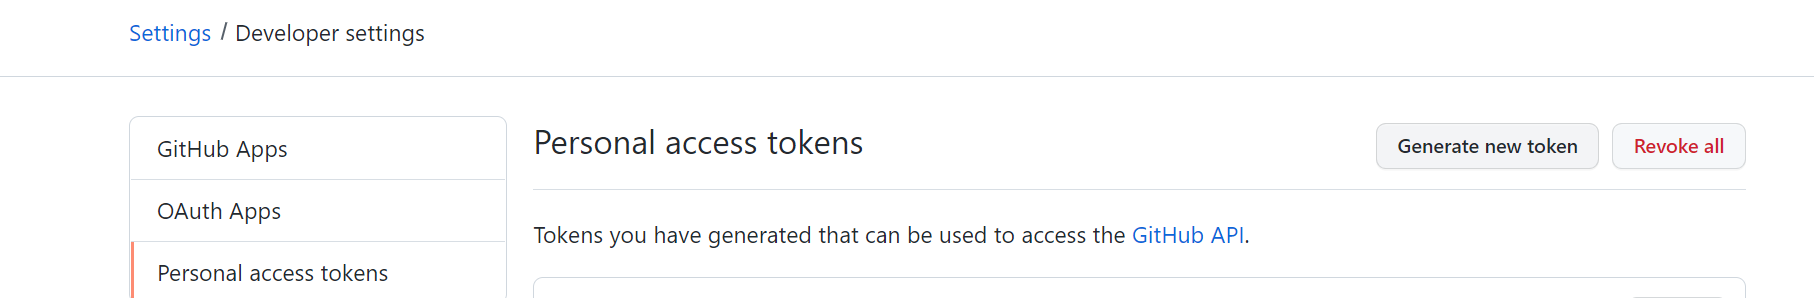 Settings / Developer settings
GitHub Apps
OAuth Apps
Personal access tokens
Personal access tokens
Generate new token
Revoke all
Tokens you have generated that can be used to access the GitHub API.